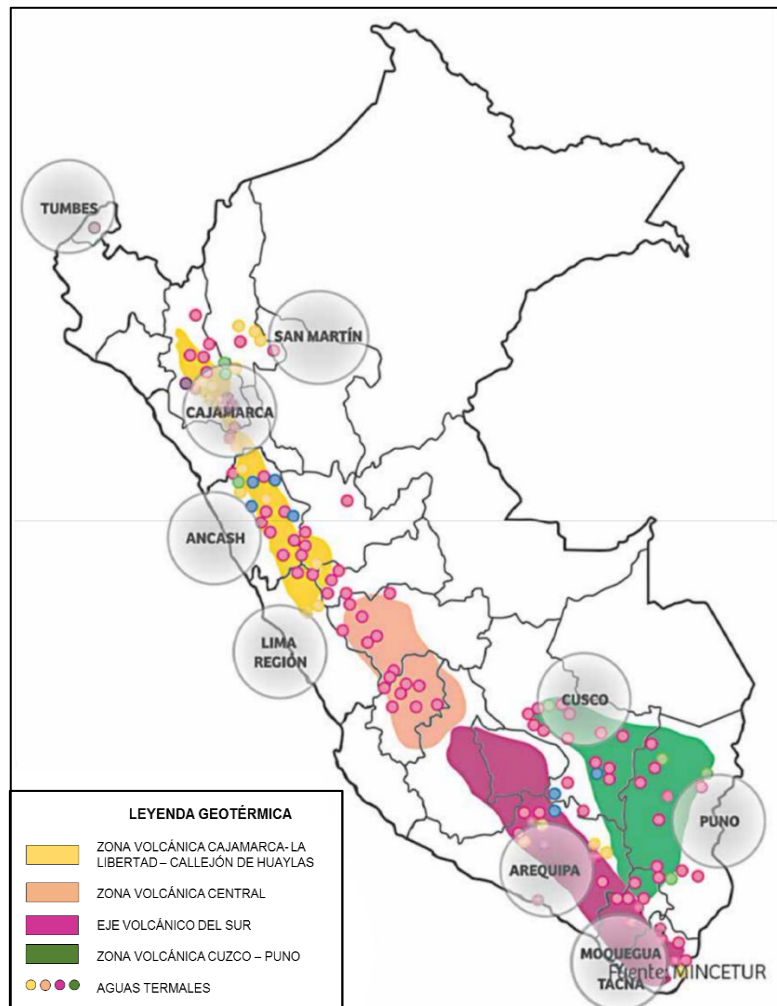 TUMBES
SAN MARTÍN
CAJAMARCA
ANCASH
LIMA
REGIÓN
CUSCO
PUNO
AREQUIPA
MOQUEGUA
Y
TACNA
Fuente: MINCETUR
LEYENDA GEOTÉRMICA
ZONA VOLCÁNICA CAJAMARCA- LA
LIBERTAD – CALLEJÓN DE HUAYLAS
ZONA VOLCÁNICA CENTRAL
EJE VOLCÁNICO DEL SUR
ZONA VOLCÁNICA CUZCO – PUNO
AGUAS TERMALES